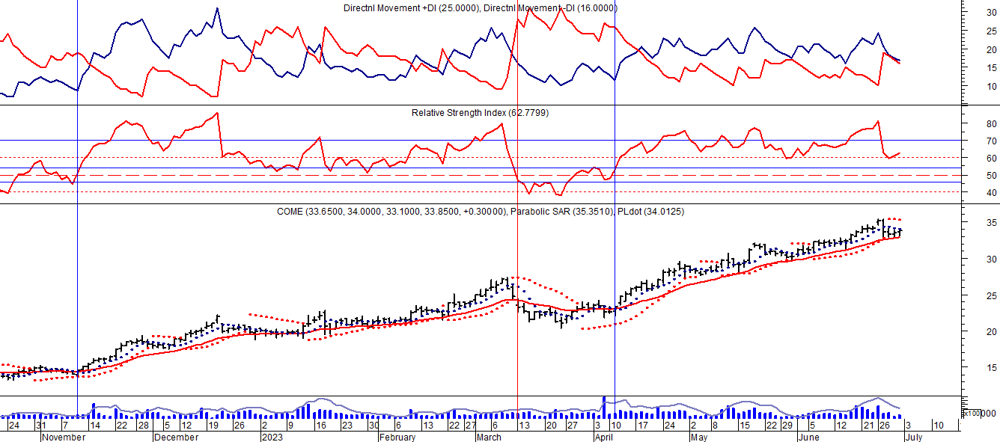 Directnl Movement +DI (25.0000), Directnl Movement -DI (16.0000)
30
25
20
15
10
Relative Strength Index (62.7799)
80
70
60
50
40
COME (33.6500, 34.0000, 33.1000, 33.8500, +0.30000), Parabolic SAR (35.3510), PLdot (34.0125)
35
30
25
20
15
x100 000
24 31 7 14 22 28 5 12 19 26 2 9 16 23 30 6 13 22 27 6 13 20 27 3 10 17 24 2 8 15 22 29 5 12 21 26 3 10
November December 2023 February March April May June July